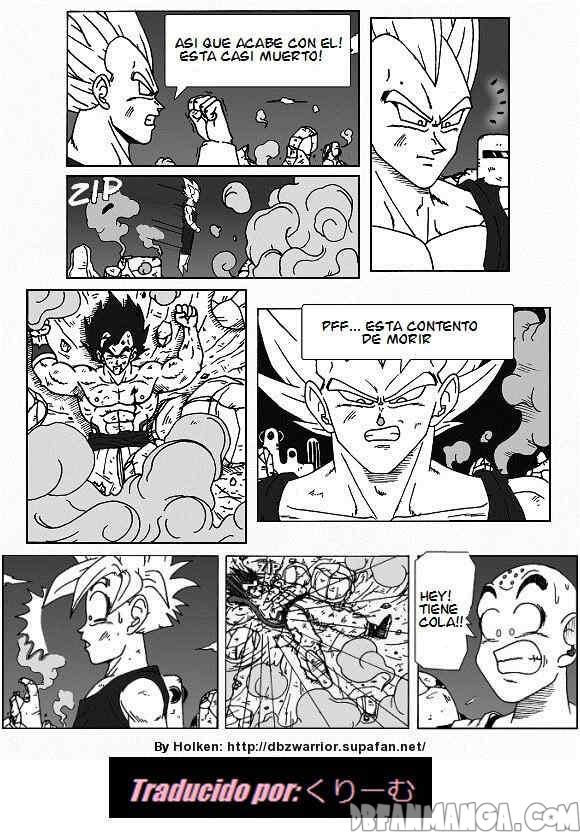 ASI QUE ACABE CON EL!
ESTA CASI MUERTO!
ZIP
PFF... ESTA CONTENTO
DE MORIR
ZIP
HEY!
TIENE
COLA!!
By Holken: http://dbzwarrior.supafan.net/
Traducido por: くりーむ
DBFANMANGA.COM